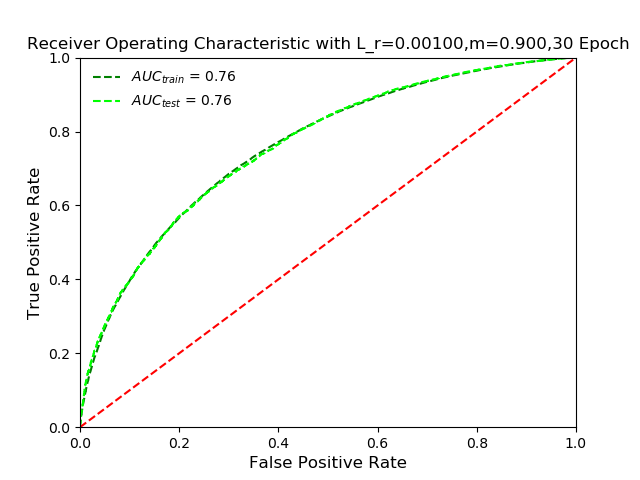 Receiver Operating Characteristic with L_r=0.00100,m=0.900,30 Epoch
AUCtrain = 0.76
AUCtest = 0.76
True Positive Rate
1.0
0.8
0.6
0.4
0.2
0.0
0.0 0.2 0.4 0.6 0.8 1.0
False Positive Rate